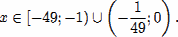 x ∈ [−49; −1) ∪ (−1/49; 0).